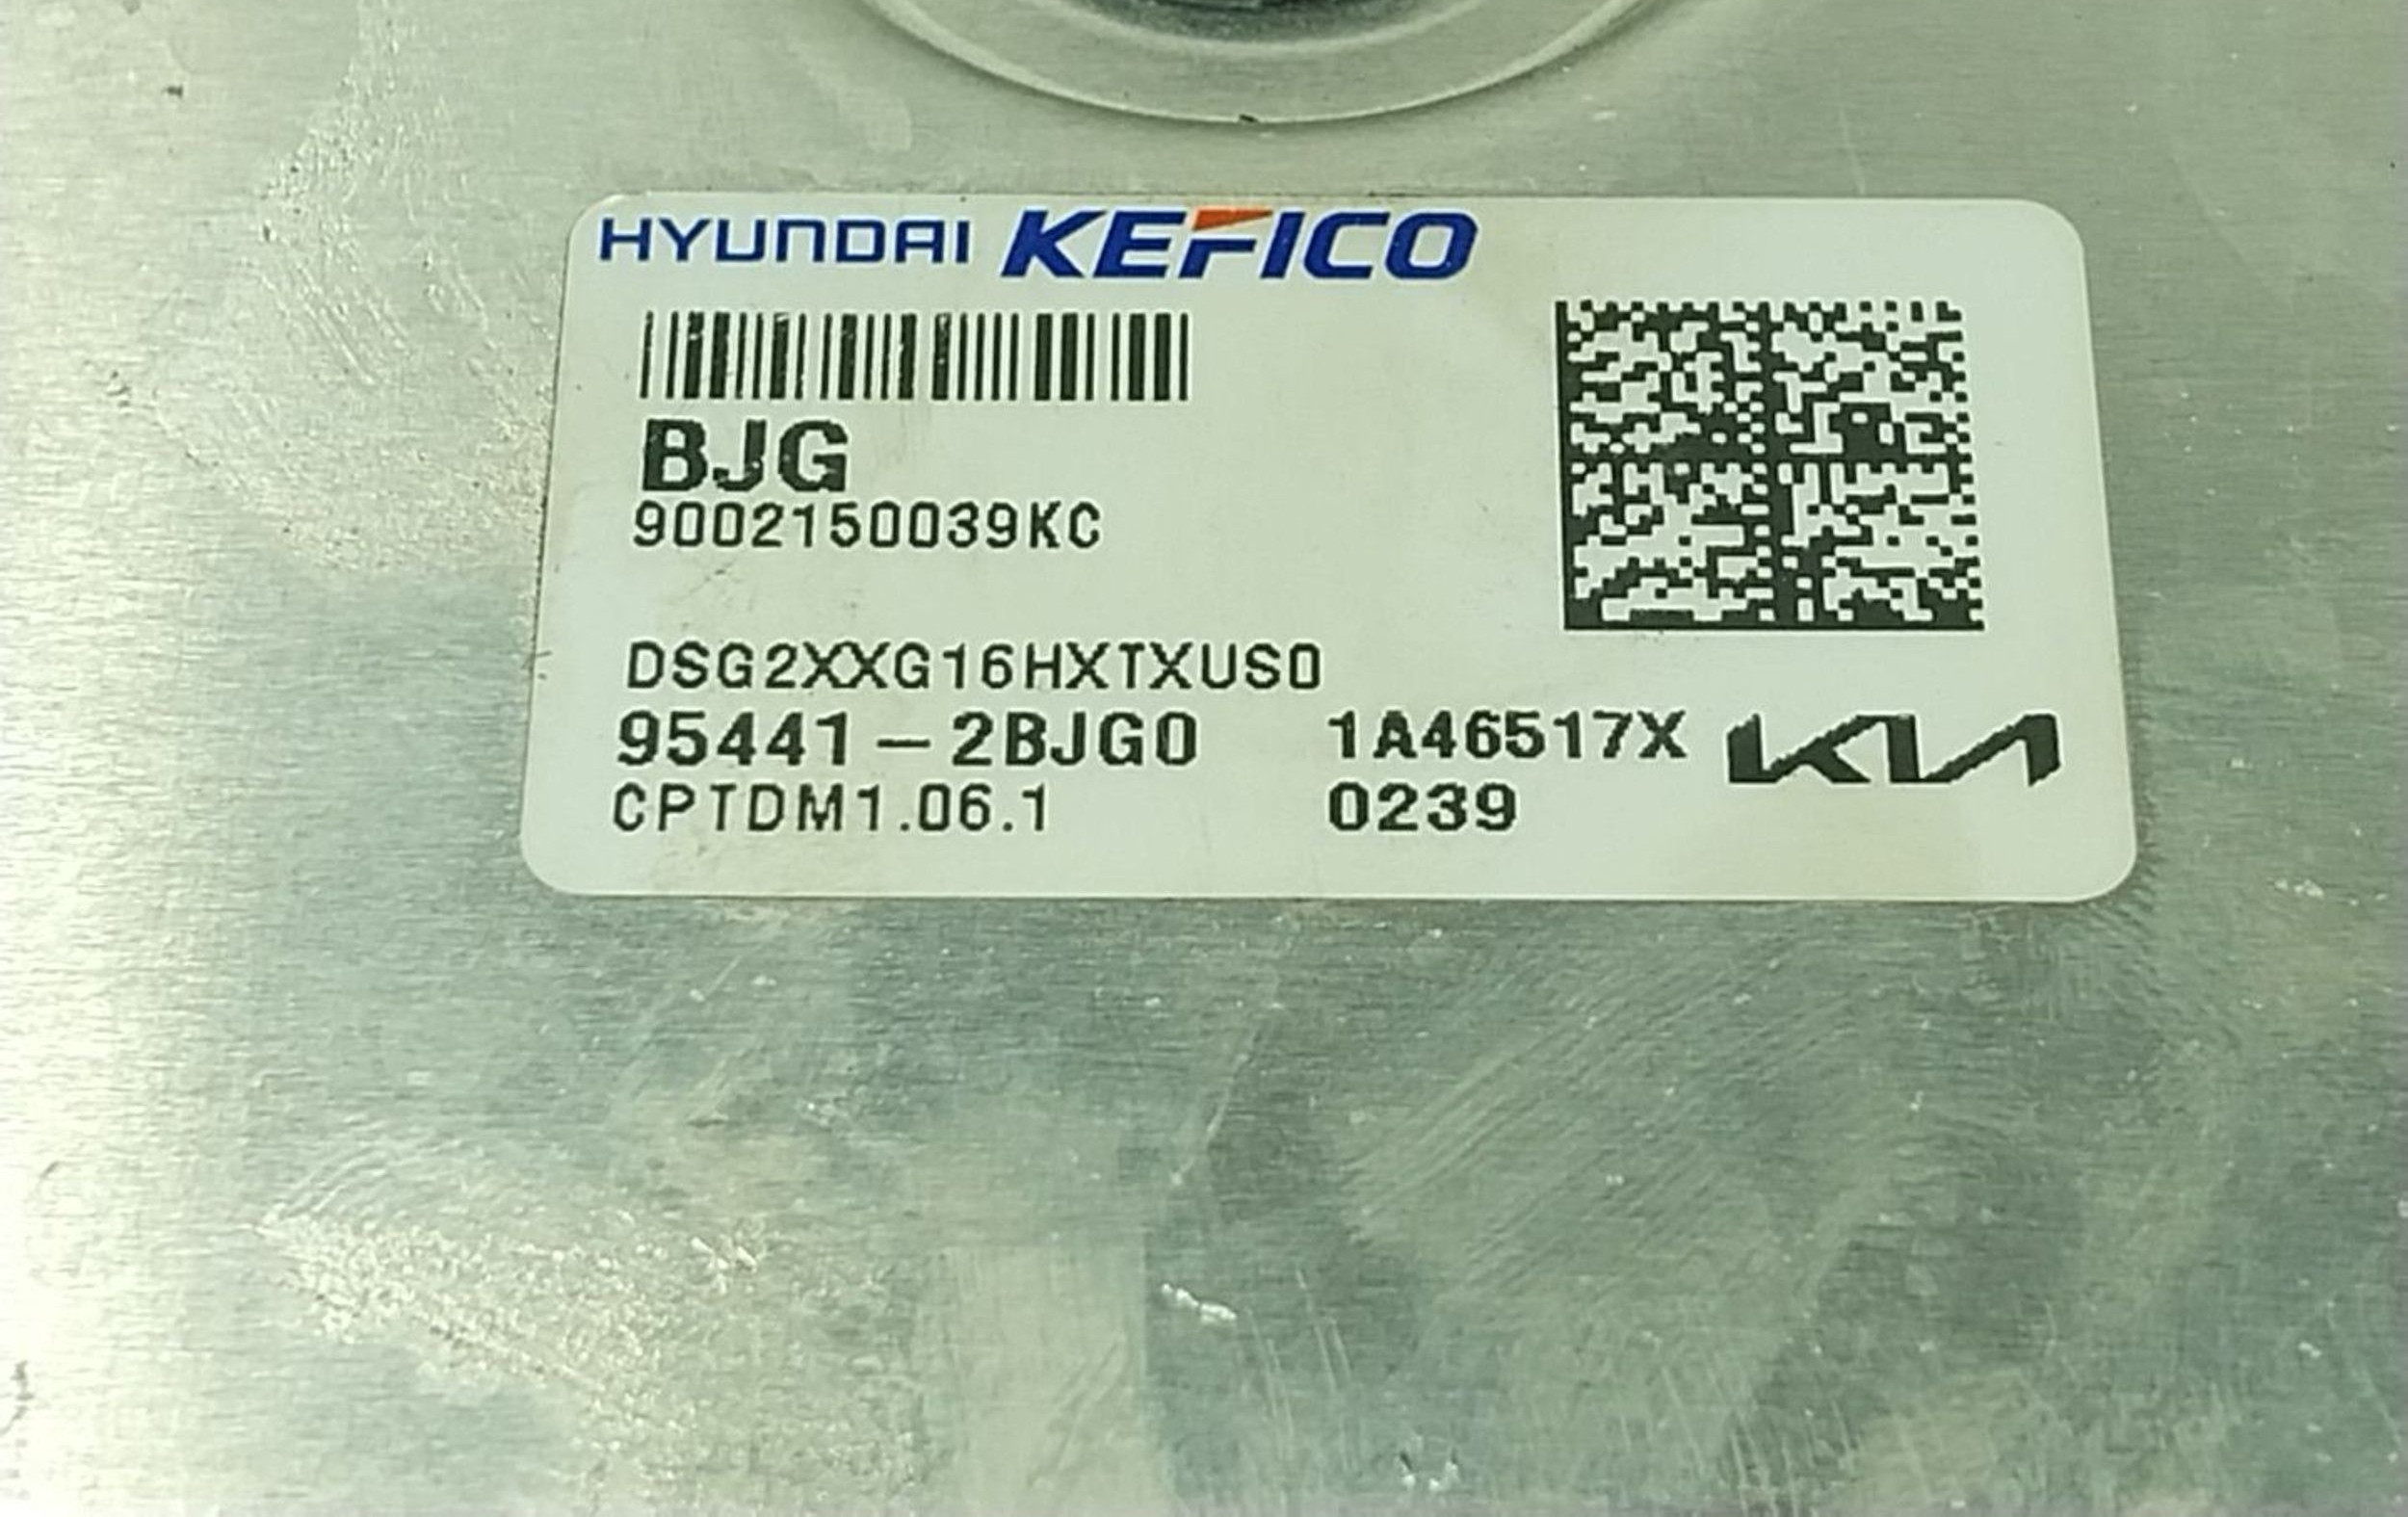 HYUNDAI KEFICO
BJG
9002150039KC
DSG2XXG16HXTXUS0
95441-2BJG0 1A46517X KIA
CPTDM1.06.1 0239